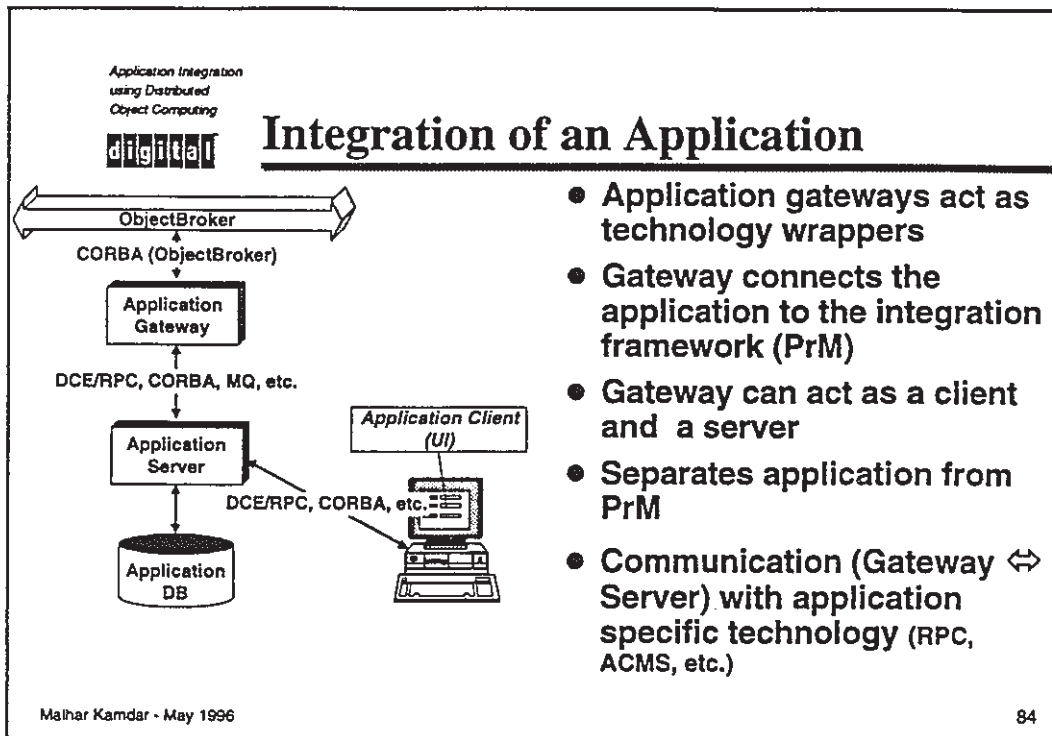 Application Integration
using Distributed
Object Computing
digital
Integration of an Application
ObjectBroker
CORBA (ObjectBroker)
Application
Gateway
DCE/RPC, CORBA, MQ, etc.
Application
Server
Application Client
(UI)
DCE/RPC, CORBA, etc.
Application
DB
● Application gateways act as
technology wrappers
● Gateway connects the
application to the integration
framework (PrM)
● Gateway can act as a client
and a server
● Separates application from
PrM
● Communication (Gateway ⇔
Server) with application
specific technology (RPC,
ACMS, etc.)
Malhar Kamdar - May 1996
84